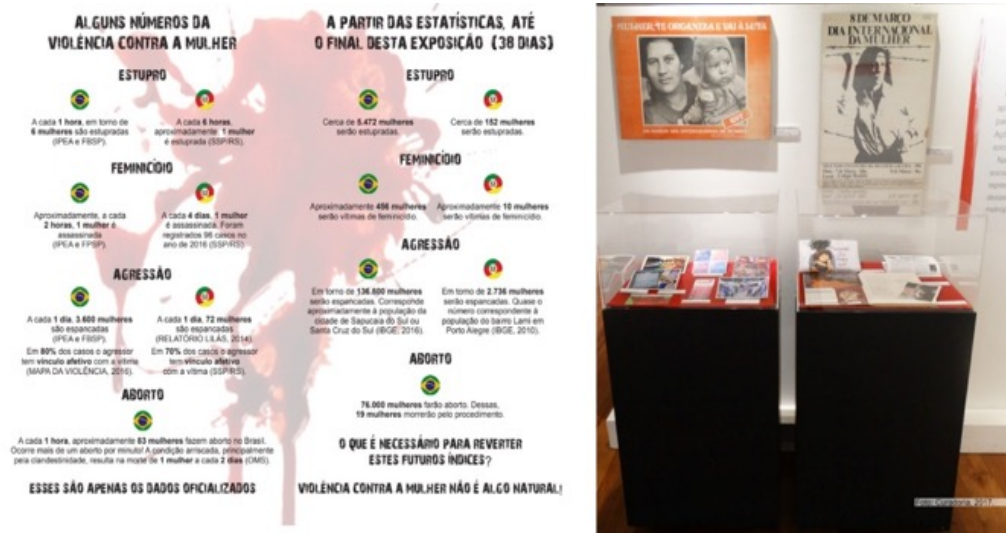 ALGUNS NÚMEROS DA
VIOLÊNCIA CONTRA A MULHER
ESTUPRO
A cada 1 hora, em torno de
6 mulheres são estupradas
(IPEA e FBSP).
A cada 6 horas,
aproximadamente, 1 mulher
é estuprada (SSP/RS).
FEMINICÍDIO
Aproximadamente, a cada
2 horas, 1 mulher é
assassinada
(IPEA e FPSP).
A cada 4 dias, 1 mulher
é assassinada. Foram
registrados 96 casos no
ano de 2016 (SSP/RS).
AGRESSÃO
A cada 1 dia, 3.600 mulheres
são espancadas
(IPEA e FBSP).
Em 80% dos casos o agressor
tem vínculo afetivo com a vítima
(MAPA DA VIOLÊNCIA, 2016).
A cada 1 dia, 72 mulheres
são espancadas
(RELATÓRIO LILÁS, 2014).
Em 70% dos casos o agressor
tem vínculo afetivo
com a vítima (SSP/RS).
ABORTO
A cada 1 hora, aproximadamente 83 mulheres fazem aborto no Brasil.
Ocorre mais de um aborto por minuto! A condição arriscada, principalmente
pela clandestinidade, resulta na morte de 1 mulher a cada 2 dias (OMS).
ESSES SÃO APENAS OS DADOS OFICIALIZADOS
A PARTIR DAS ESTATÍSTICAS, ATÉ
O FINAL DESTA EXPOSIÇÃO (38 DIAS)
ESTUPRO
Cerca de 5.472 mulheres
serão estupradas.
Cerca de 152 mulheres
serão estupradas.
FEMINICÍDIO
Aproximadamente 456 mulheres
serão vítimas de feminicídio.
Aproximadamente 10 mulheres
serão vítimas de feminicídio.
AGRESSÃO
Em torno de 136.800 mulheres
serão espancadas. Corresponde
aproximadamente à população da
cidade de Sapucaia do Sul ou
Santa Cruz do Sul (IBGE, 2016).
Em torno de 2.736 mulheres
serão espancadas. Quase o
número correspondente à
população do bairro Lami em
Porto Alegre (IBGE, 2010).
ABORTO
76.000 mulheres farão aborto. Dessas,
19 mulheres morrerão pelo procedimento.
O QUE É NECESSÁRIO PARA REVERTER
ESTES FUTUROS ÍNDICES?
VIOLÊNCIA CONTRA A MULHER NÃO É ALGO NATURAL!
MULHER, TE ORGANIZA E VAI À LUTA
8 DE MARÇO
DIA INTERNACIONAL
DA MULHER
Foto: Curadoria, 2017